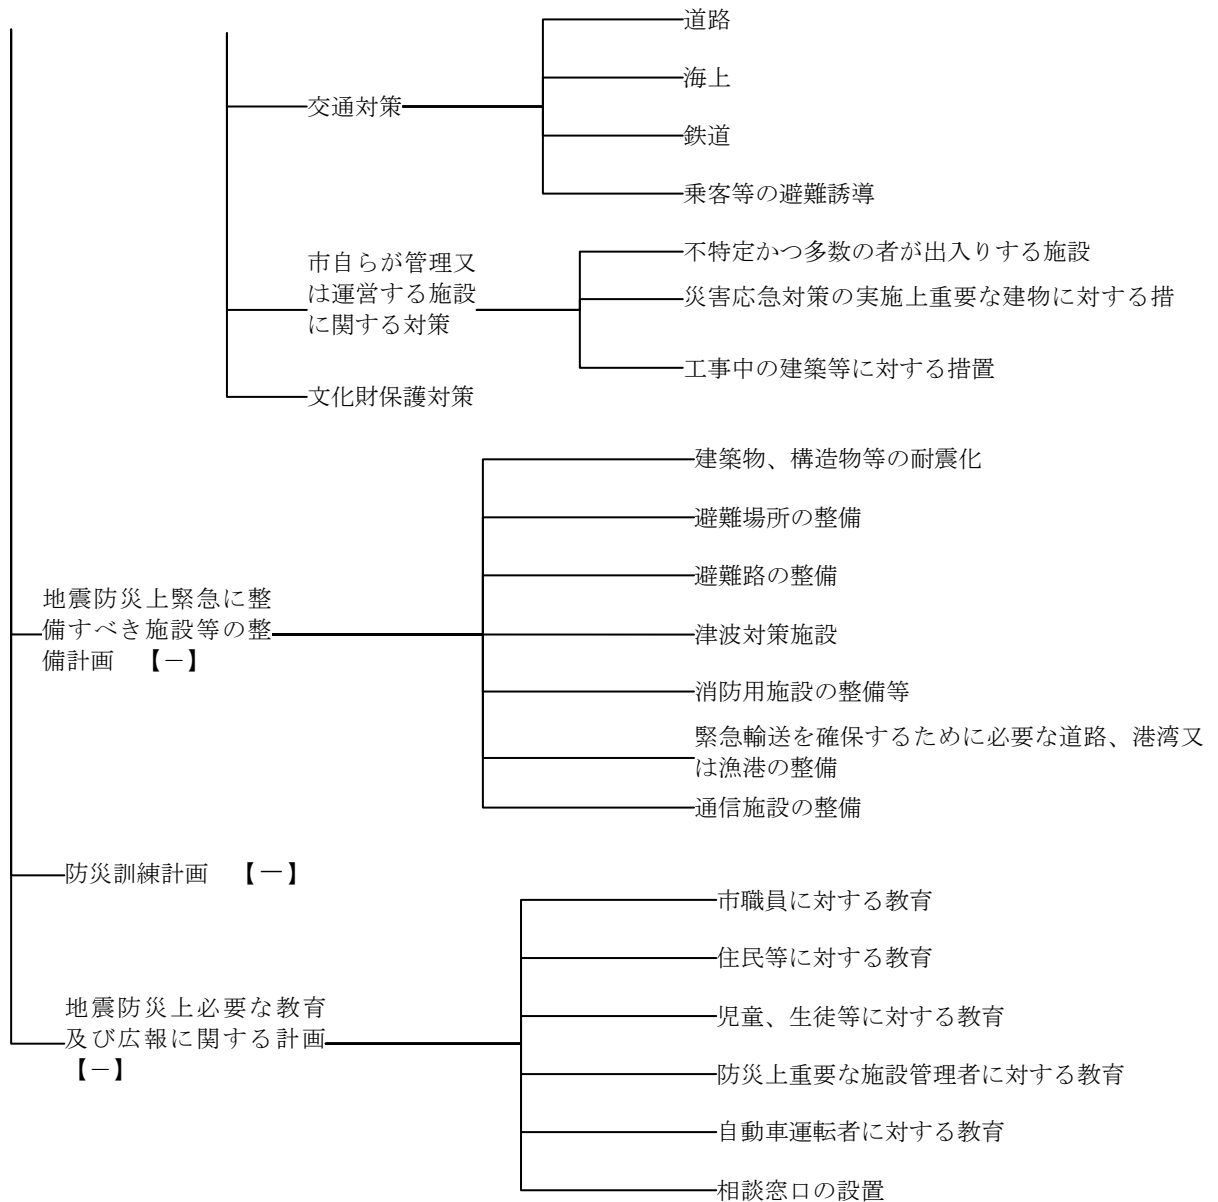 道路
海上
交通対策
鉄道
乗客等の避難誘導
市自らが管理又
は運営する施設
に関する対策
不特定かつ多数の者が出入りする施設
災害応急対策の実施上重要な建物に対する措
工事中の建築等に対する措置
文化財保護対策
地震防災上緊急に整
備すべき施設等の整
備計画　【－】
建築物、構造物等の耐震化
避難場所の整備
避難路の整備
津波対策施設
消防用施設の整備等
緊急輸送を確保するために必要な道路、港湾又
は漁港の整備
通信施設の整備
防災訓練計画　【－】
地震防災上必要な教育
及び広報に関する計画
【－】
市職員に対する教育
住民等に対する教育
児童、生徒等に対する教育
防災上重要な施設管理者に対する教育
自動車運転者に対する教育
相談窓口の設置